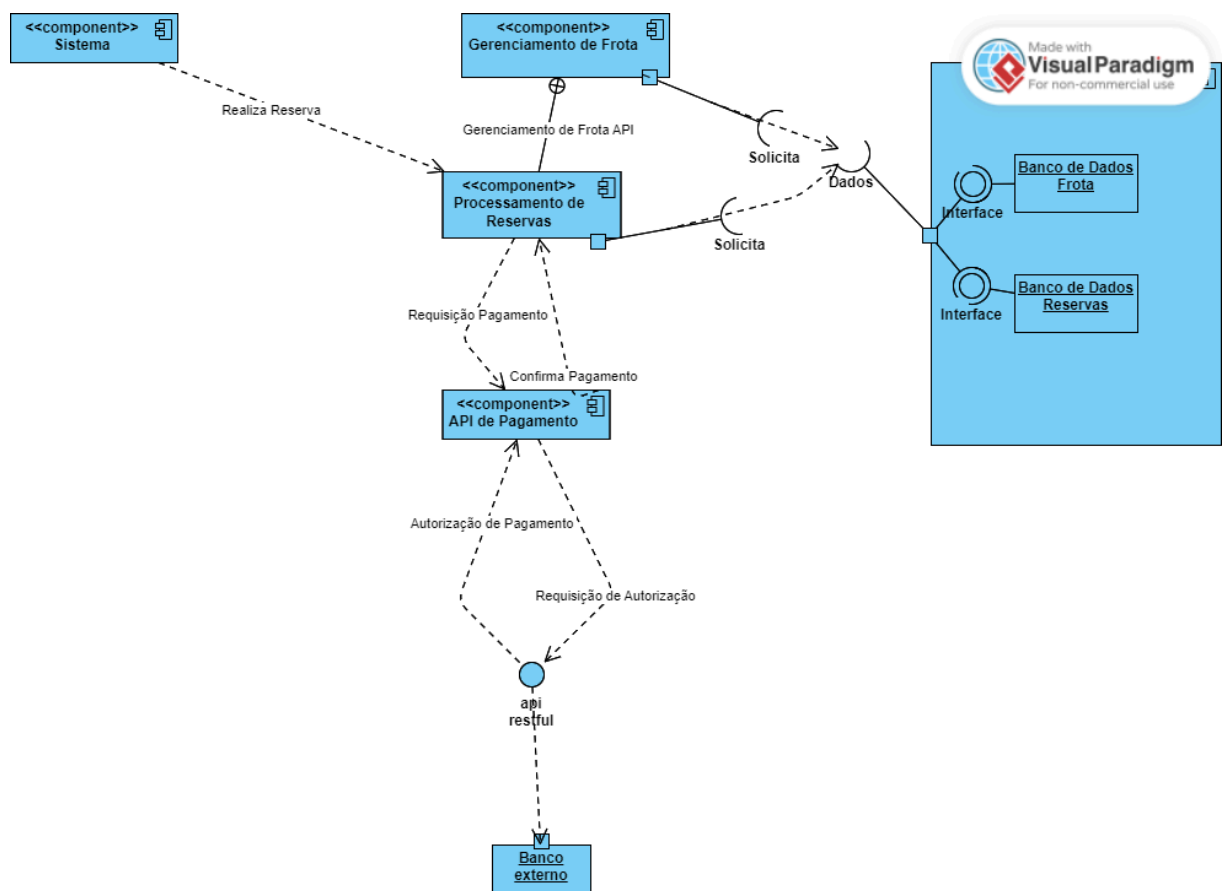 <<component>>
Sistema
<<component>>
Gerenciamento de Frota
Made with
VisualParadigm
For non-commercial use
Realiza Reserva
Gerenciamento de Frota API
Solicita
Dados
Banco de Dados
Frota
Interface
<<component>>
Processamento de
Reservas
Solicita
Banco de Dados
Reservas
Interface
Requisição Pagamento
Confirma Pagamento
<<component>>
API de Pagamento
Autorização de Pagamento
Requisição de Autorização
api
restful
Banco
externo